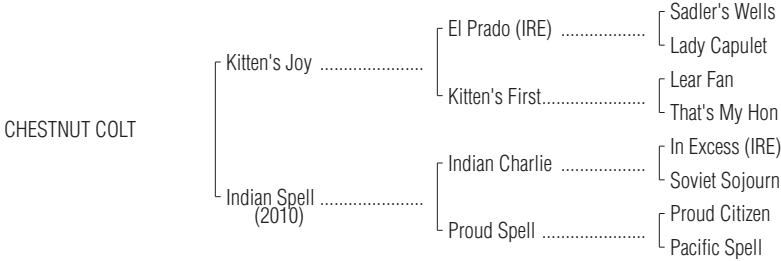 Sadler's Wells
El Prado (IRE) ...................
Lady Capulet
Kitten's Joy .......................
Lear Fan
Kitten's First.......................
That's My Hon
CHESTNUT COLT
In Excess (IRE)
Indian Charlie ...................
Soviet Sojourn
Indian Spell .......................
(2010)
Proud Citizen
Proud Spell .......................
Pacific Spell